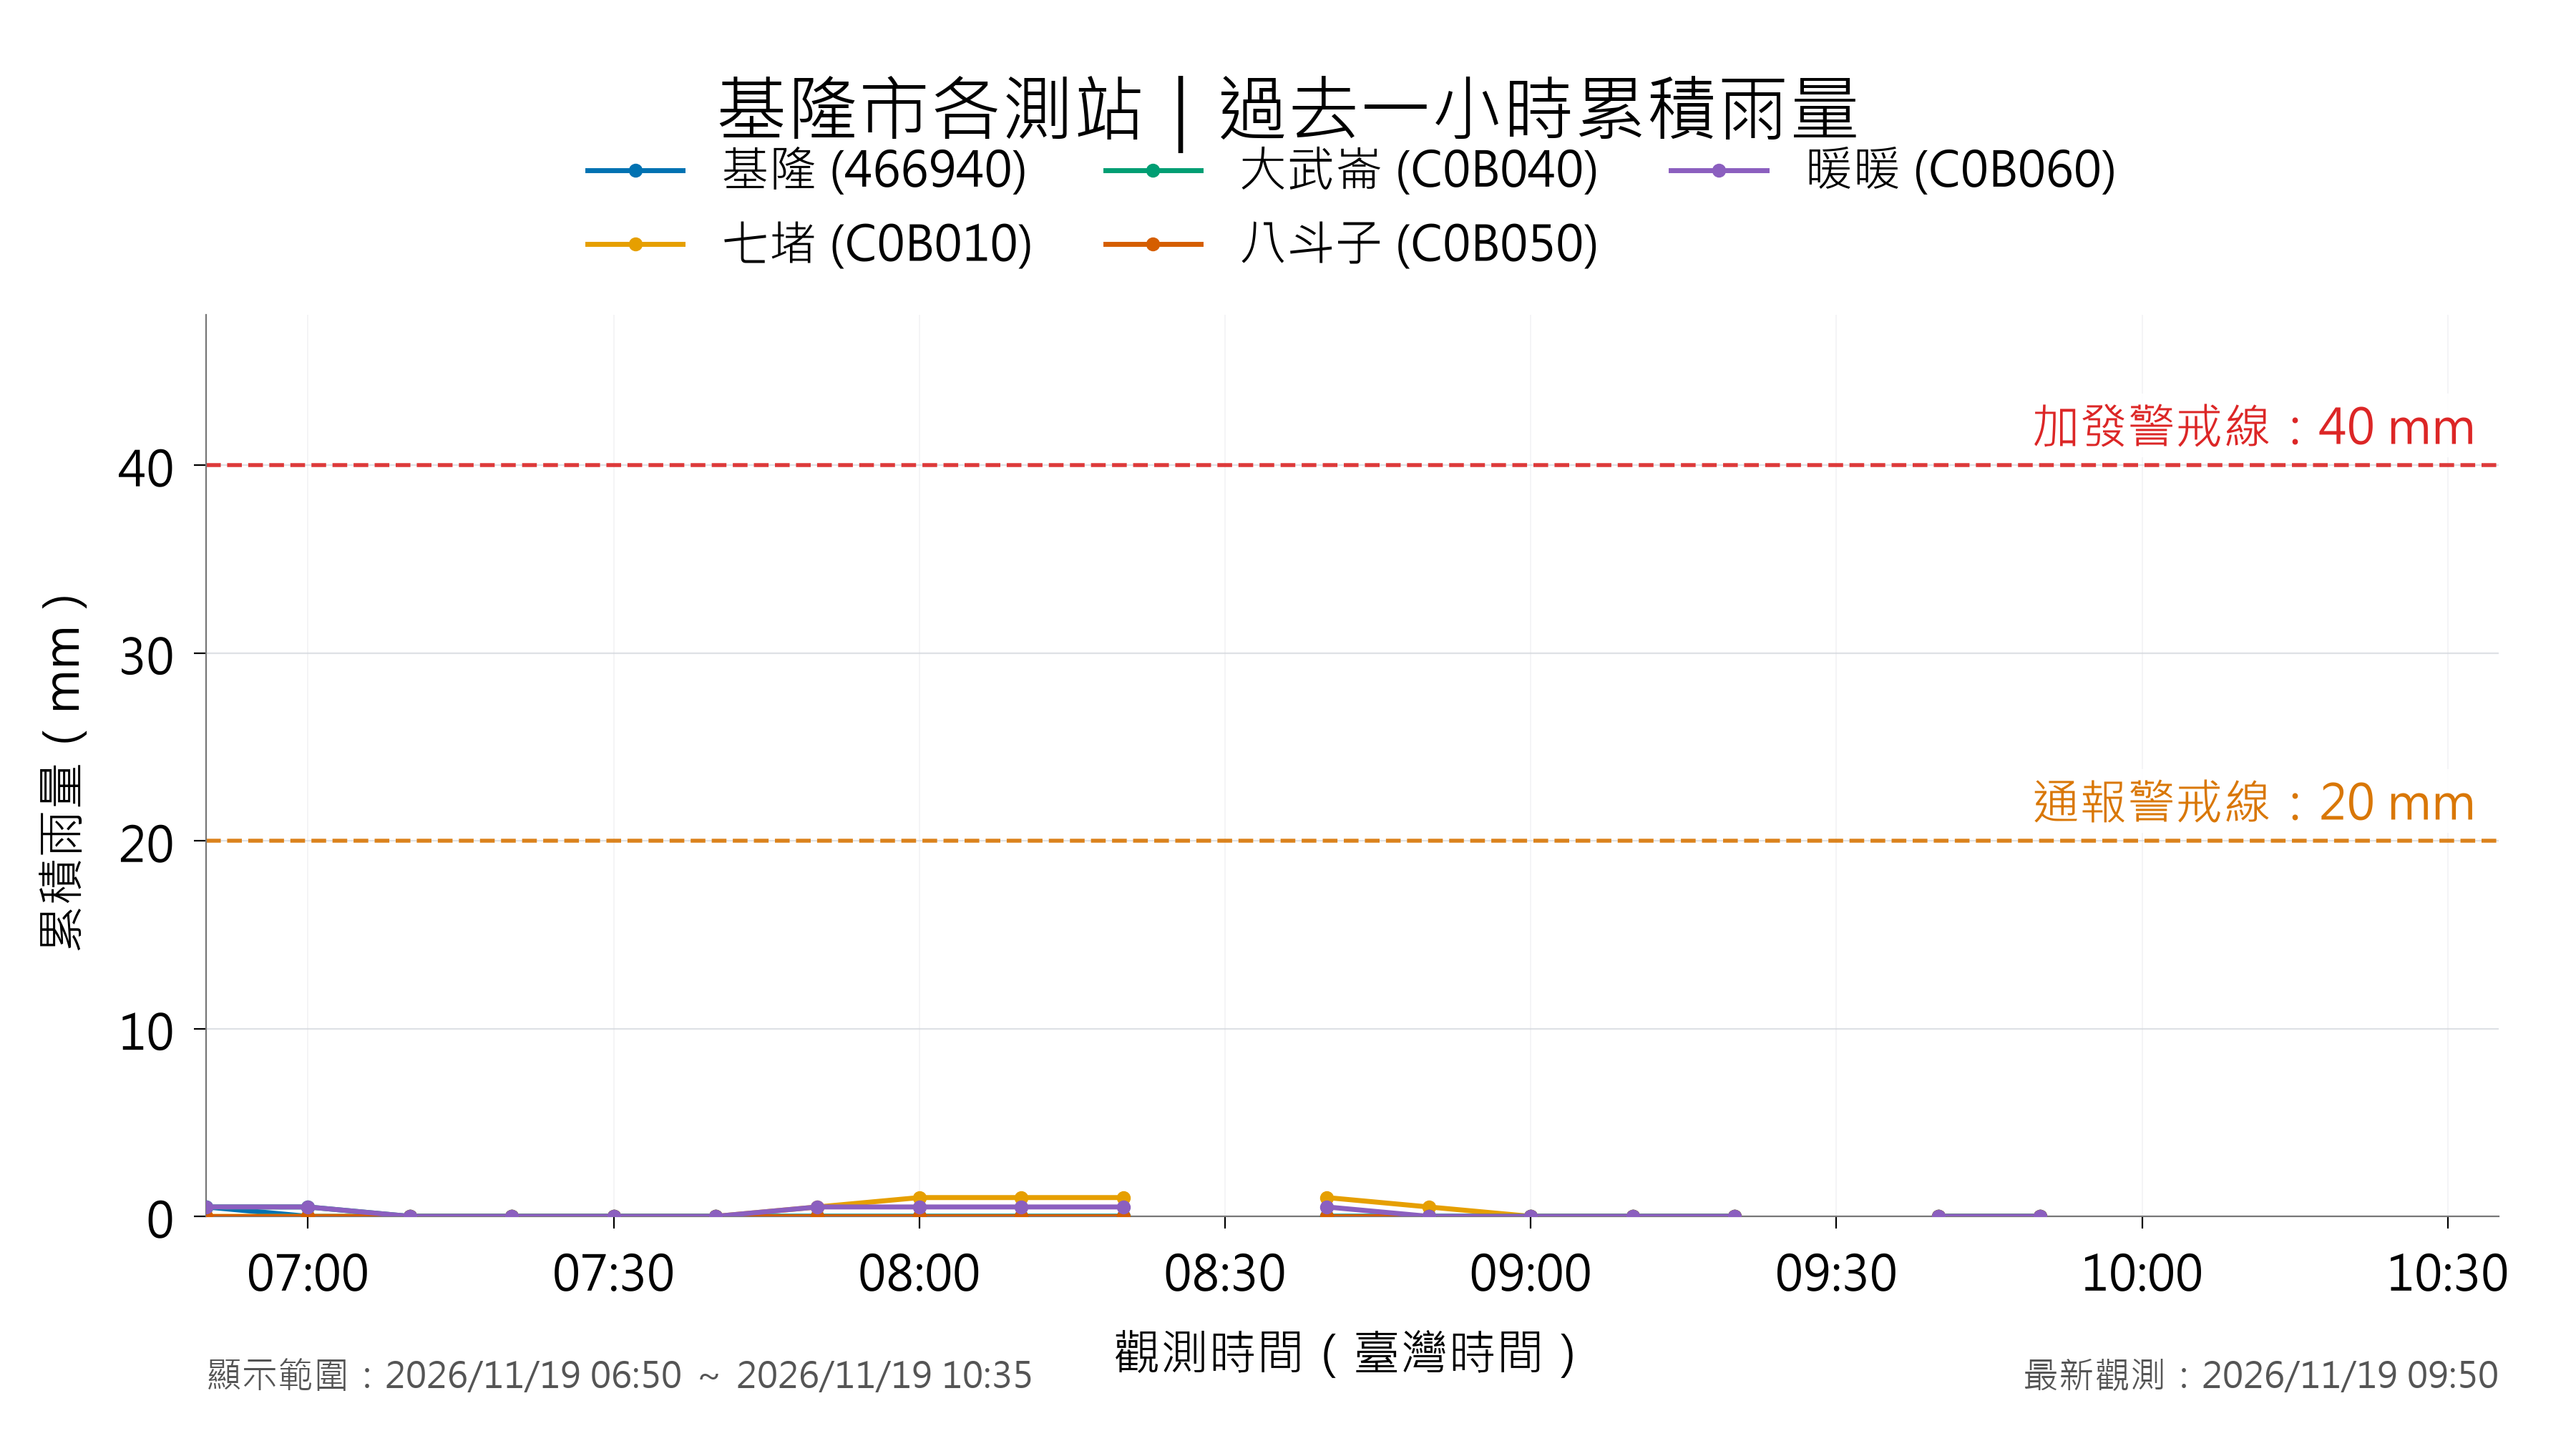 基隆市各測站｜過去一小時累積雨量
基隆 (466940)
七堵 (C0B010)
大武崙 (C0B040)
八斗子 (C0B050)
暖暖 (C0B060)
累積雨量（mm）
40
30
20
10
0
加發警戒線：40 mm
通報警戒線：20 mm
07:00 07:30 08:00 08:30 09:00 09:30 10:00 10:30
觀測時間（臺灣時間）
顯示範圍：2026/11/19 06:50 ~ 2026/11/19 10:35
最新觀測：2026/11/19 09:50